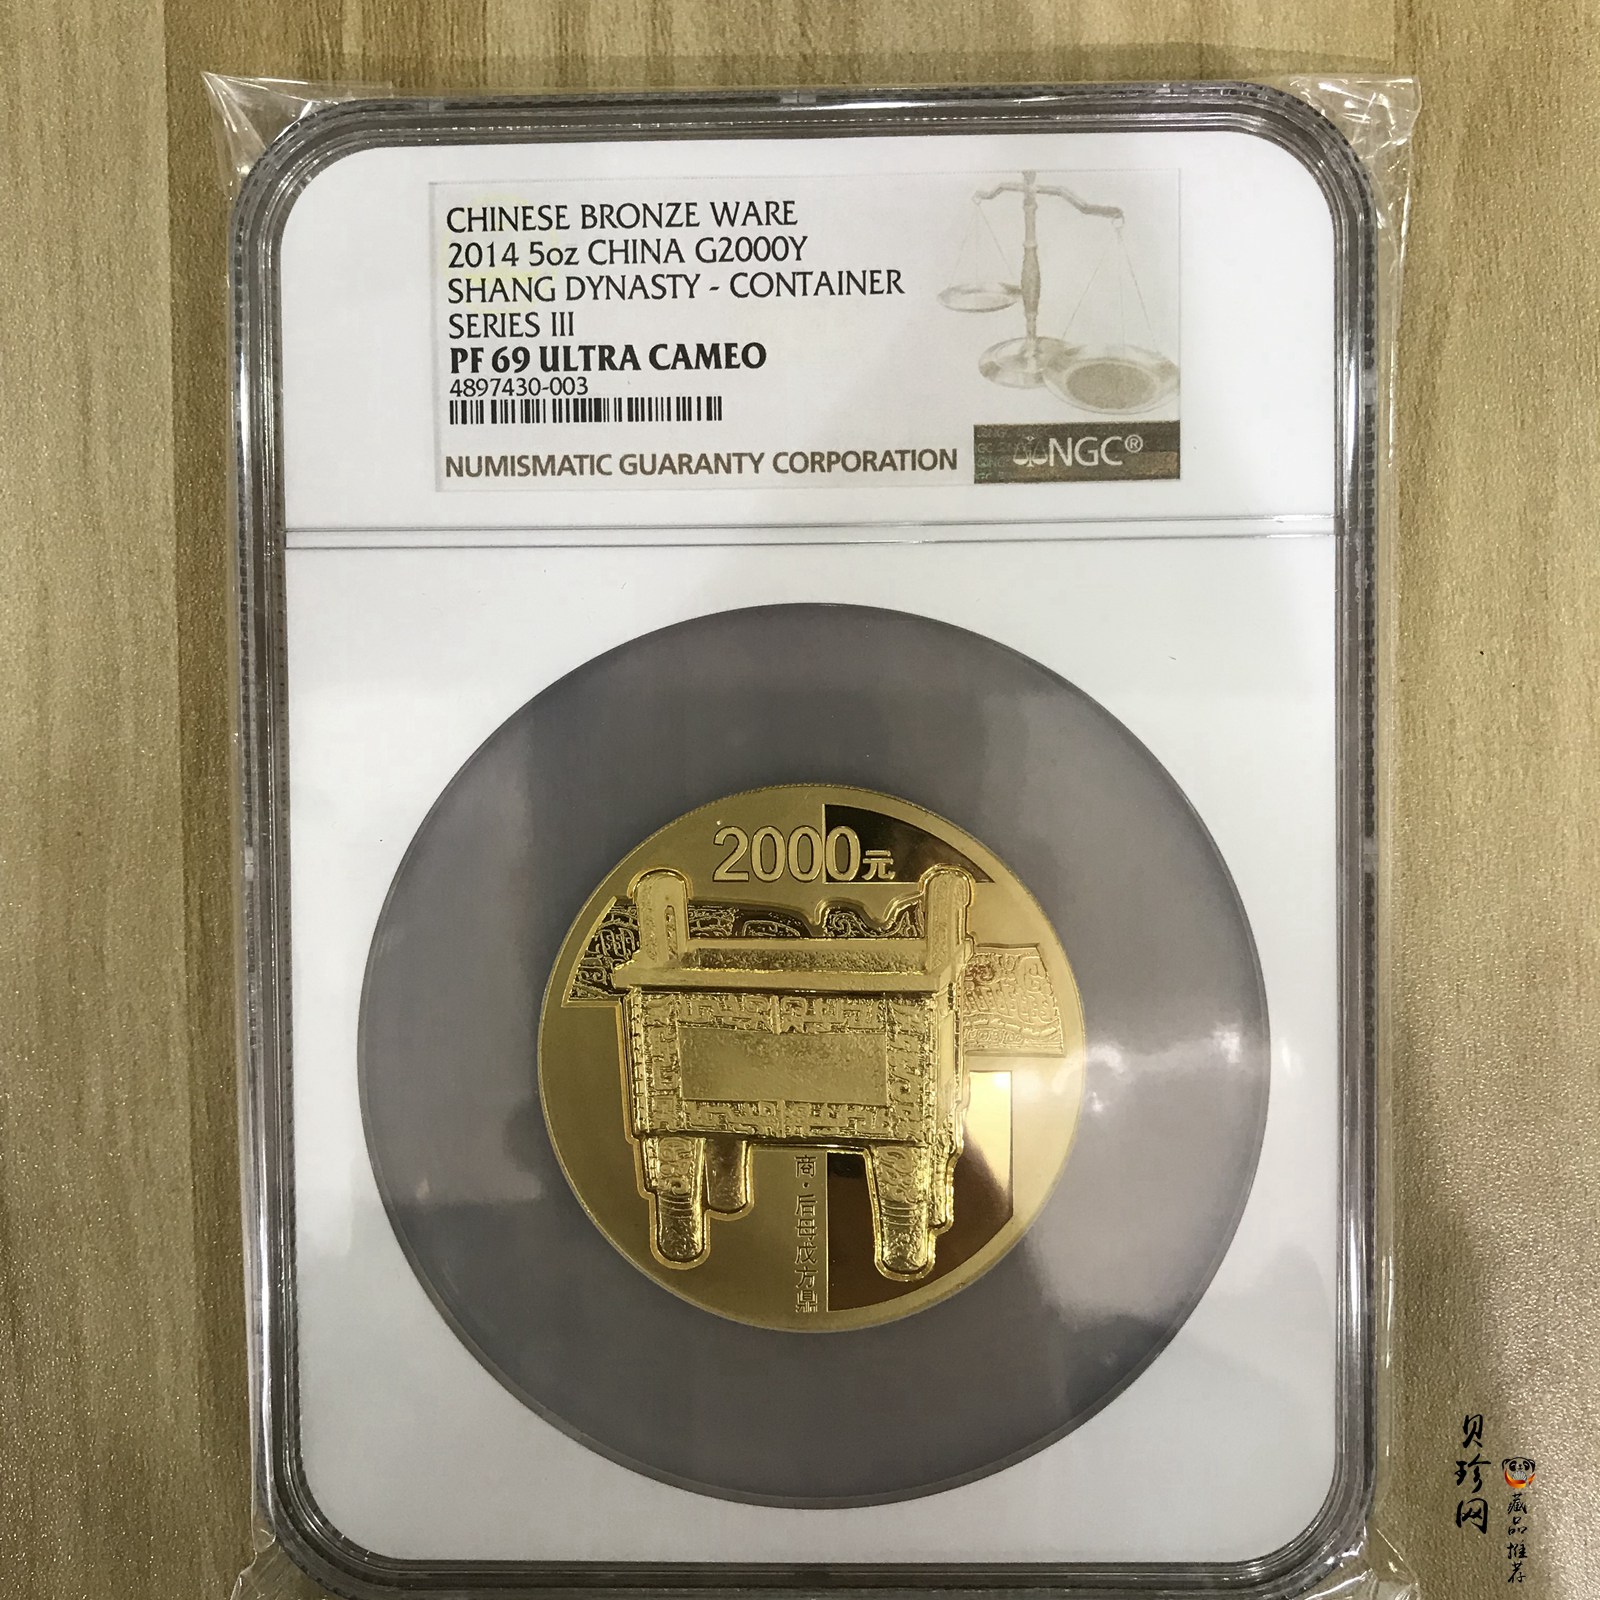 CHINESE BRONZE WARE
2014 5oz CHINA G2000Y
SHANG DYNASTY - CONTAINER
SERIES III
PF 69 ULTRA CAMEO
4897430-003
NUMISMATIC GUARANTY CORPORATION
NGC®
2000元
商·后母戊方鼎
贝珍网
藏品推荐